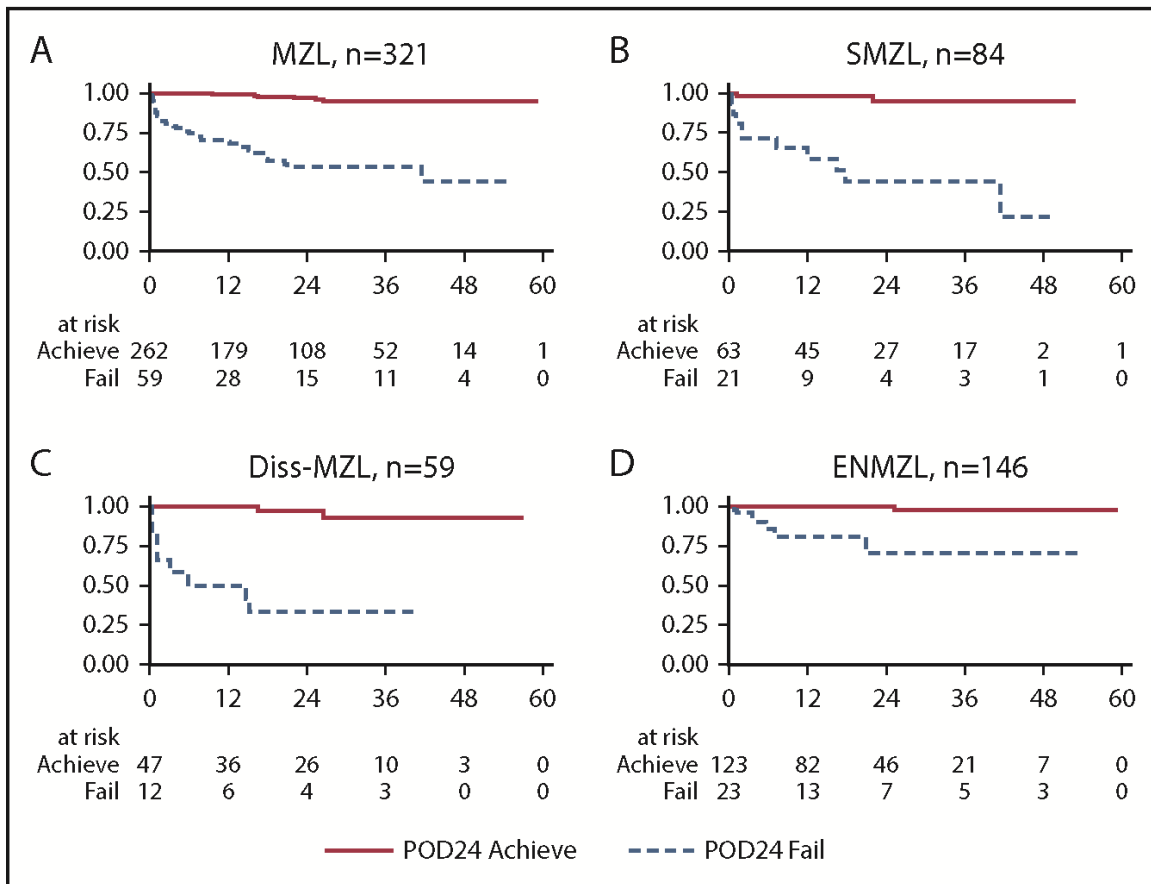 A
MZL, n=321
1.00
0.75
0.50
0.25
0.00
0 12 24 36 48 60
at risk
Achieve 262 179 108 52 14 1
Fail 59 28 15 11 4 0
B
SMZL, n=84
1.00
0.75
0.50
0.25
0.00
0 12 24 36 48 60
at risk
Achieve 63 45 27 17 2 1
Fail 21 9 4 3 1 0
C
Diss-MZL, n=59
1.00
0.75
0.50
0.25
0.00
0 12 24 36 48 60
at risk
Achieve 47 36 26 10 3 0
Fail 12 6 4 3 0 0
D
ENMZL, n=146
1.00
0.75
0.50
0.25
0.00
0 12 24 36 48 60
at risk
Achieve 123 82 46 21 7 0
Fail 23 13 7 5 3 0
POD24 Achieve POD24 Fail